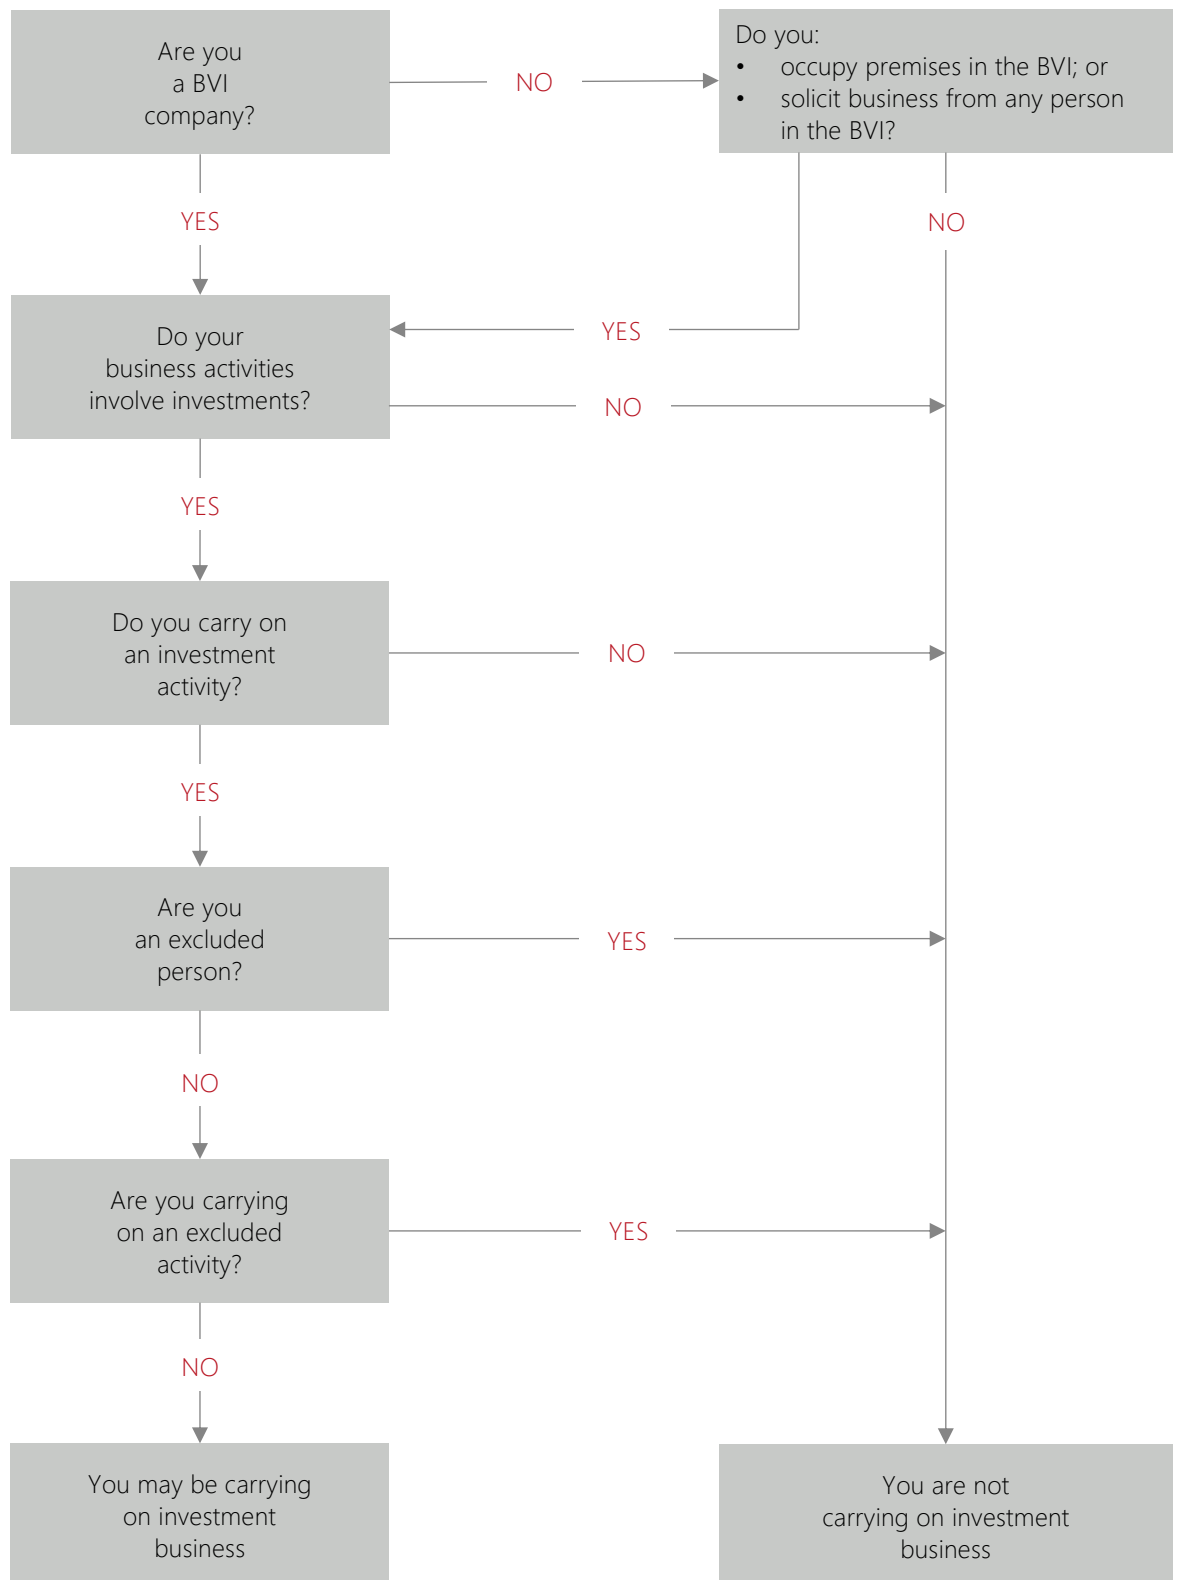 Are you
a BVI
company?
NO
Do you:
• occupy premises in the BVI; or
• solicit business from any person
in the BVI?
YES
NO
Do your
business activities
involve investments?
YES
NO
YES
Do you carry on
an investment
activity?
NO
YES
Are you
an excluded
person?
YES
NO
Are you carrying
on an excluded
activity?
YES
NO
You may be carrying
on investment
business
You are not
carrying on investment
business